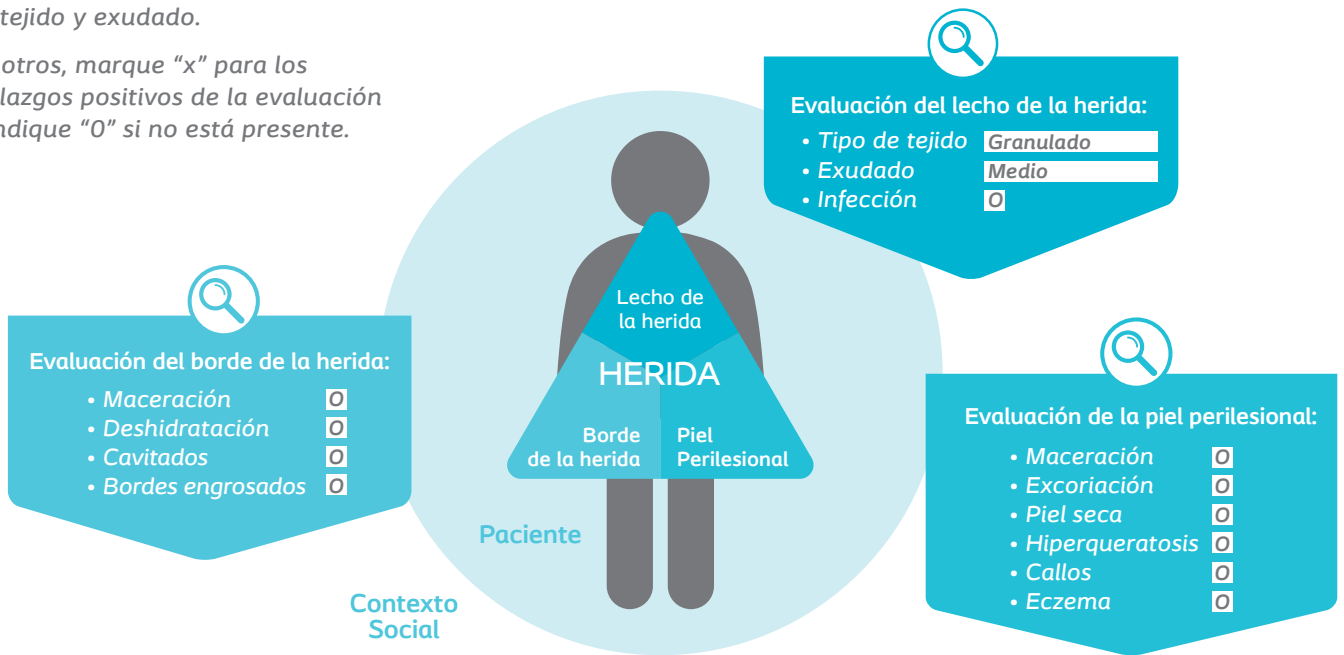 tejido y exudado.
otros, marque “x” para los
lazgos positivos de la evaluación
ndique “0” si no está presente.
Evaluación del lecho de la herida:
• Tipo de tejido Granulado
• Exudado Medio
• Infección O
Lecho de
la herida
HERIDA
Borde
de la herida
Piel
Perilesional
Evaluación del borde de la herida:
• Maceración O
• Deshidratación O
• Cavitados O
• Bordes engrosados O
Evaluación de la piel perilesional:
• Maceración O
• Excoriación O
• Piel seca O
• Hiperqueratosis O
• Callos O
• Eczema O
Paciente
Contexto
Social